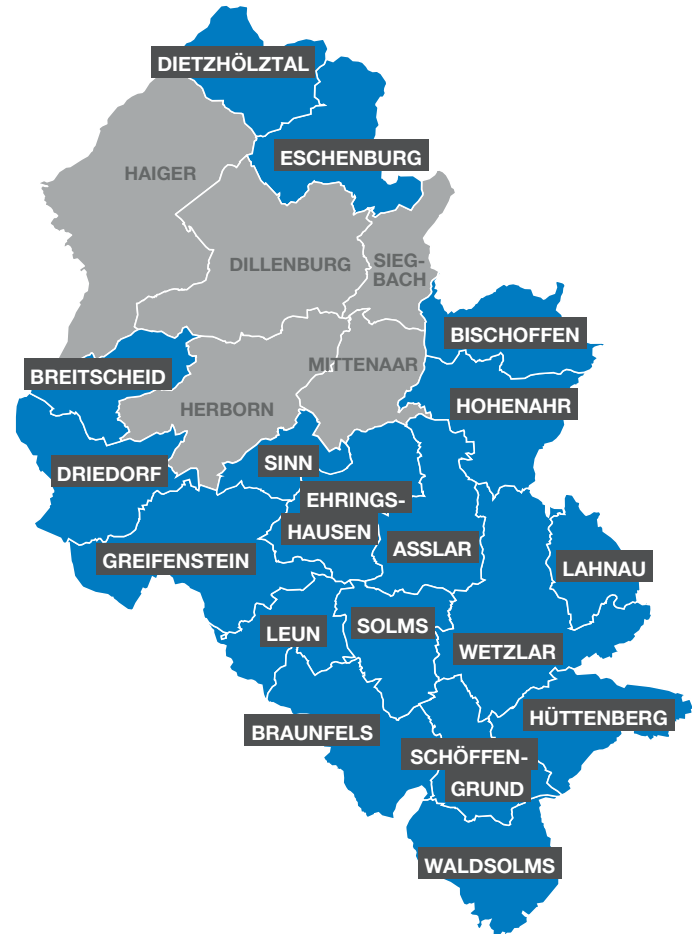 DIETZHÖLZTAL
ESCHENBURG
HAIGER
DILLENBURG
SIEG-
BACH
BISCHOFFEN
MITTENAAR
BREITSCHEID
HERBORN
HOHENAHR
SINN
DRIEDORF
EHRINGS-
HAUSEN
ASSLAR
GREIFENSTEIN
LAHNAU
LEUN
SOLMS
WETZLAR
HÜTTENBERG
BRAUNFELS
SCHÖFFEN-
GRUND
WALDSOLMS